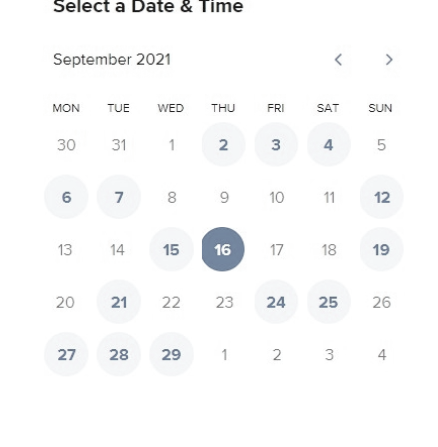 Select a Date & Time
September 2021
MON TUE WED THU FRI SAT SUN
30 31 1 2 3 4 5
6 7 8 9 10 11 12
13 14 15 16 17 18 19
20 21 22 23 24 25 26
27 28 29 1 2 3 4